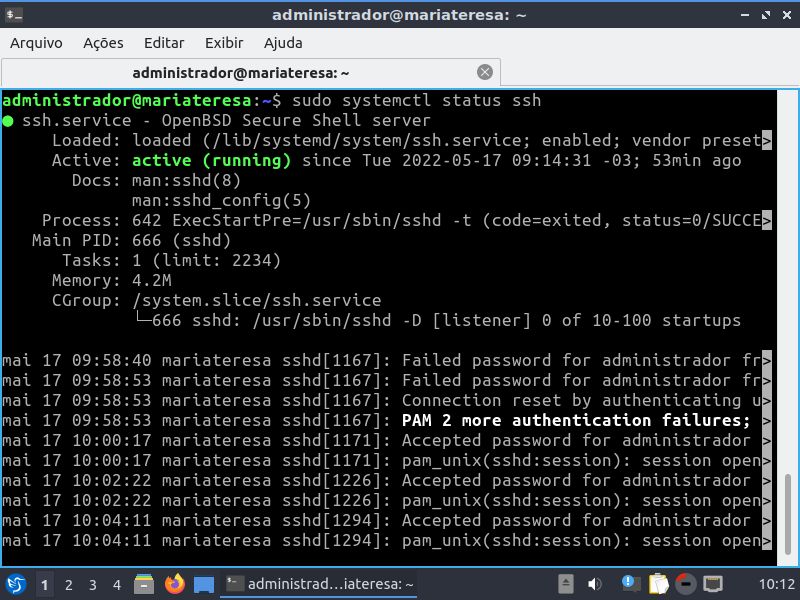 administrador@mariateresa: ~
Arquivo Ações Editar Exibir Ajuda
administrador@mariateresa: ~
administrador@mariateresa:~$ sudo systemctl status ssh
● ssh.service - OpenBSD Secure Shell server
Loaded: loaded (/lib/systemd/system/ssh.service; enabled; vendor preset>
Active: active (running) since Tue 2022-05-17 09:14:31 -03; 53min ago
Docs: man:sshd(8)
man:sshd_config(5)
Process: 642 ExecStartPre=/usr/sbin/sshd -t (code=exited, status=0/SUCCE>
Main PID: 666 (sshd)
Tasks: 1 (limit: 2234)
Memory: 4.2M
CGroup: /system.slice/ssh.service
└─666 sshd: /usr/sbin/sshd -D [listener] 0 of 10-100 startups
mai 17 09:58:40 mariateresa sshd[1167]: Failed password for administrador fr>
mai 17 09:58:53 mariateresa sshd[1167]: Failed password for administrador fr>
mai 17 09:58:53 mariateresa sshd[1167]: Connection reset by authenticating u>
mai 17 09:58:53 mariateresa sshd[1167]: PAM 2 more authentication failures; >
mai 17 10:00:17 mariateresa sshd[1171]: Accepted password for administrador >
mai 17 10:00:17 mariateresa sshd[1171]: pam_unix(sshd:session): session open>
mai 17 10:02:22 mariateresa sshd[1226]: Accepted password for administrador >
mai 17 10:02:22 mariateresa sshd[1226]: pam_unix(sshd:session): session open>
mai 17 10:04:11 mariateresa sshd[1294]: Accepted password for administrador >
mai 17 10:04:11 mariateresa sshd[1294]: pam_unix(sshd:session): session open>
1 2 3 4 administrad…iateresa: ~ 10:12